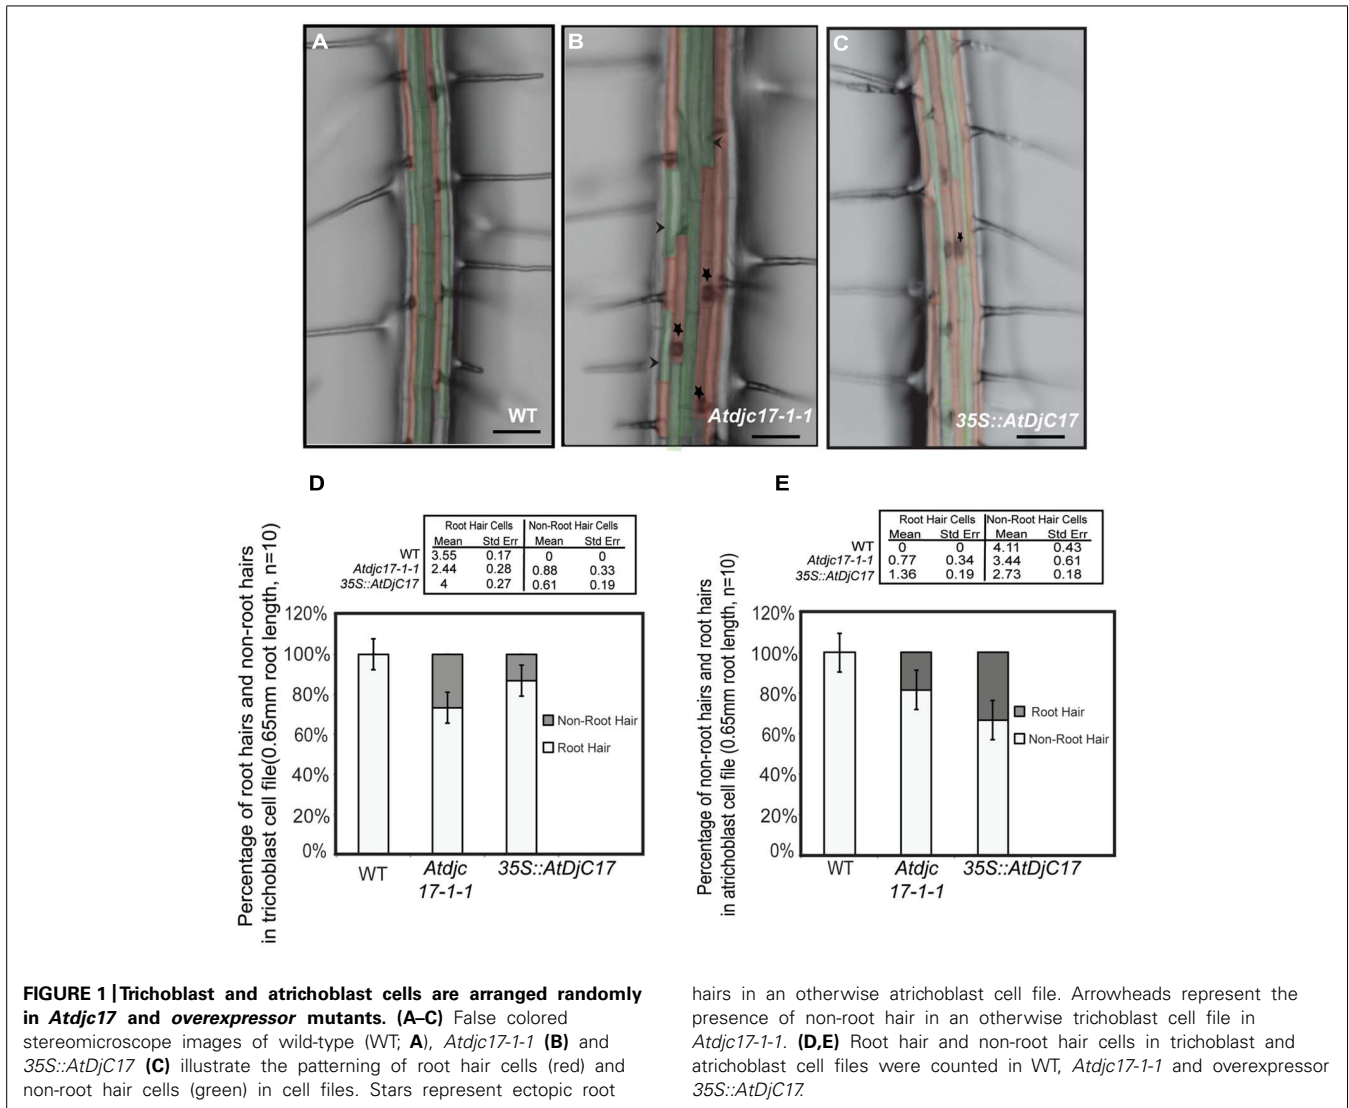 A
B
C
WT
Atdjc17-1-1
35S::AtDjC17
D
Root Hair Cells Non-Root Hair Cells
Mean Std Err Mean Std Err
WT 3.55 0.17 0 0
Atdjc17-1-1 2.44 0.28 0.88 0.33
35S::AtDjC17 4 0.27 0.61 0.19
Percentage of root hairs and non-root hairs
in trichoblast cell file(0.65mm root length, n=10)
120%
100%
80%
60%
40%
20%
0%
Non-Root Hair
Root Hair
WT
Atdjc
17-1-1
35S::AtDjC17
E
Root Hair Cells Non-Root Hair Cells
Mean Std Err Mean Std Err
WT 0 0 4.11 0.43
Atdjc17-1-1 0.77 0.34 3.44 0.61
35S::AtDjC17 1.36 0.19 2.73 0.18
Percentage of non-root hairs and root hairs
in atrichoblast cell file (0.65mm root length, n=10)
120%
100%
80%
60%
40%
20%
0%
Root Hair
Non-Root Hair
WT
Atdjc
17-1-1
35S::AtDjC17
FIGURE 1 | Trichoblast and atrichoblast cells are arranged randomly
in Atdjc17 and overexpressor mutants. (A–C) False colored
stereomicroscope images of wild-type (WT; A), Atdjc17-1-1 (B) and
35S::AtDjC17 (C) illustrate the patterning of root hair cells (red) and
non-root hair cells (green) in cell files. Stars represent ectopic root
hairs in an otherwise atrichoblast cell file. Arrowheads represent the
presence of non-root hair in an otherwise trichoblast cell file in
Atdjc17-1-1. (D,E) Root hair and non-root hair cells in trichoblast and
atrichoblast cell files were counted in WT, Atdjc17-1-1 and overexpressor
35S::AtDjC17.